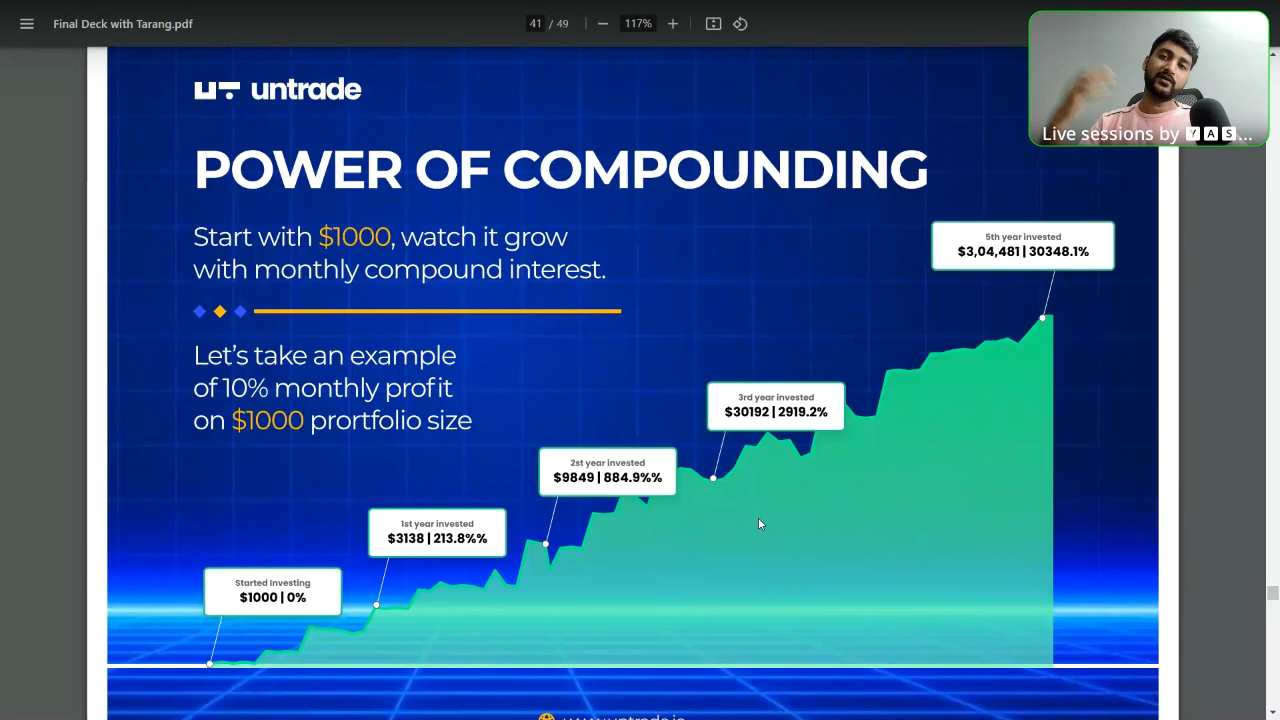 Final Deck with Tarang.pdf
41 / 49
117%
Live sessions by 🆈🅰🆂...
untrade
POWER OF COMPOUNDING
Start with $1000, watch it grow
with monthly compound interest.
Let's take an example
of 10% monthly profit
on $1000 prortfolio size
5th year invested
$3,04,481 | 30348.1%
3rd year invested
$30192 | 2919.2%
2st year invested
$9849 | 884.9%%
1st year invested
$3138 | 213.8%%
Started Investing
$1000 | 0%